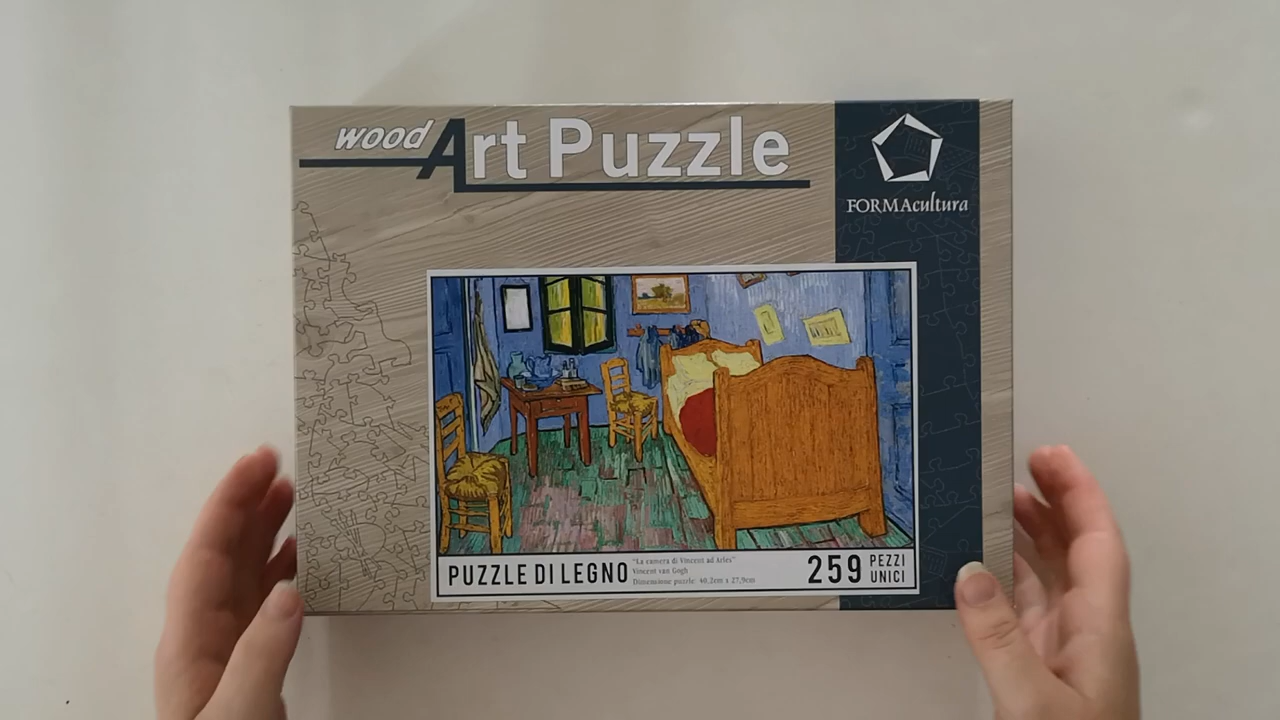 wood Art Puzzle
FORMAcultura
PUZZLE DI LEGNO
"La camera di Vincent ad Arles"
Vincent van Gogh
Dimensione puzzle: 40,2cm x 27,9cm
259 PEZZI
UNICI